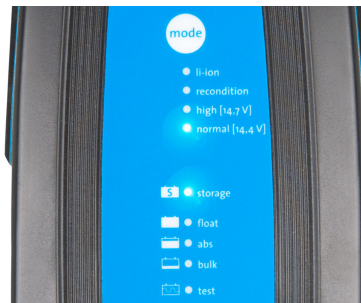 mode
li-ion
recondition
high [14.7 V]
normal [14.4 V]
S storage
float
abs
bulk
test